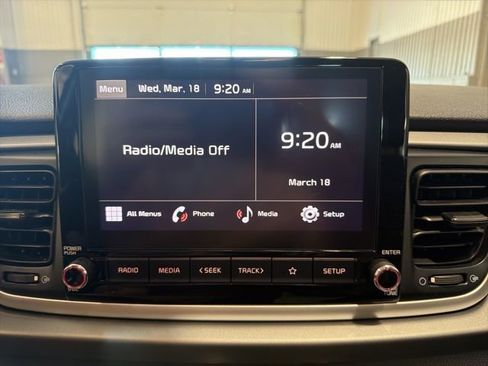 Menu Wed, Mar. 18 9:20 AM
Radio/Media Off
9:20 AM
March 18
All Menus Phone Media Setup
POWER
PUSH
ENTER
RADIO MEDIA <SEEK TRACK> SETUP
TUNE